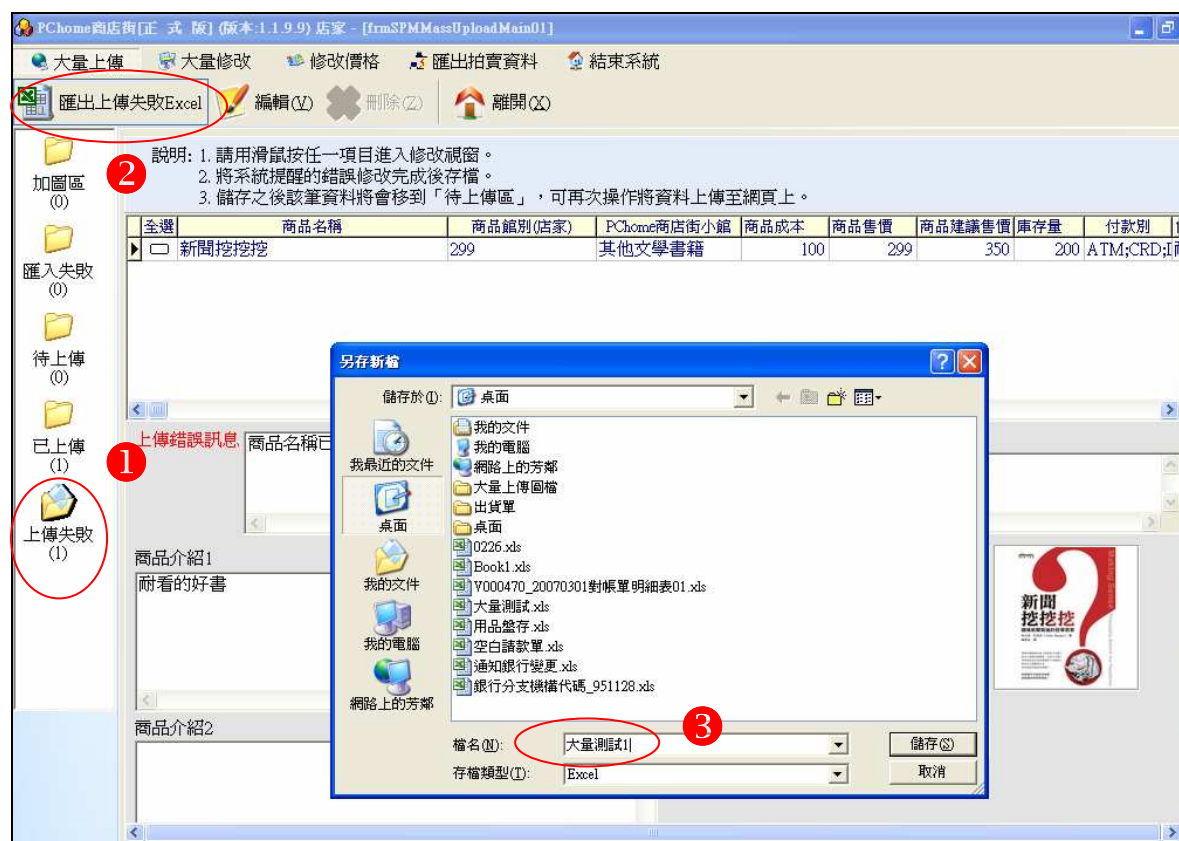 PChome商店街[正 式 版] (版本:1.1.9.9) 店家 - [frmSPMMassUploadMain01]
大量上傳 大量修改 修改價格 匯出拍賣資料 結束系統
匯出上傳失敗Excel 編輯(V) 刪除(Z) 離開(X)
加圖區
(0)
匯入失敗
(0)
待上傳
(0)
已上傳
(1)
上傳失敗
(1)
2
1
說明: 1. 請用滑鼠按任一項目進入修改視窗。
2. 將系統提醒的錯誤修改完成後存檔。
3. 儲存之後該筆資料將會移到「待上傳區」，可再次操作將資料上傳至網頁上。
全選 商品名稱 商品館別(店家) PChome商店街小館 商品成本 商品售價 商品建議售價 庫存量 付款別
新聞挖挖挖 299 其他文學書籍 100 299 350 200 ATM;CRD;I
上傳錯誤訊息 商品名稱已
商品介紹1
耐看的好書
商品介紹2
另存新檔
儲存於(I): 桌面
我最近的文件
桌面
我的文件
我的電腦
網路上的芳鄰
我的文件
我的電腦
網路上的芳鄰
大量上傳圖檔
出貨單
桌面
0226.xls
Book1.xls
V000470_20070301對帳單明細表01.xls
大量測試.xls
用品盤存.xls
空白請款單.xls
通知銀行變更.xls
銀行分支機構代碼_951128.xls
檔名(N): 大量測試1 儲存(S)
存檔類型(T): Excel 取消
3
新聞
挖挖挖
Making Sense